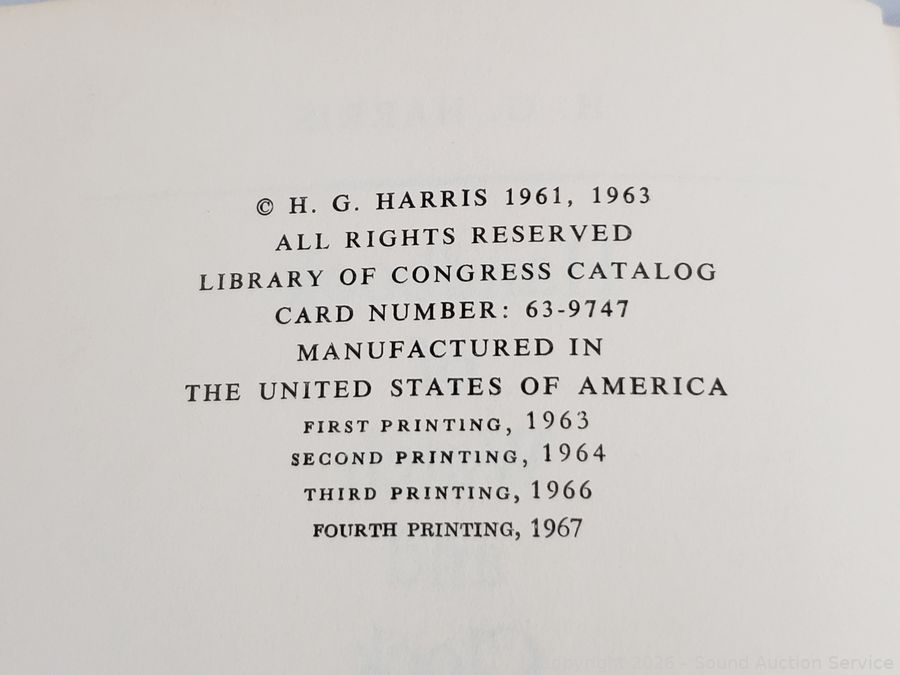 © H. G. HARRIS 1961, 1963
ALL RIGHTS RESERVED
LIBRARY OF CONGRESS CATALOG
CARD NUMBER: 63-9747
MANUFACTURED IN
THE UNITED STATES OF AMERICA
FIRST PRINTING, 1963
SECOND PRINTING, 1964
THIRD PRINTING, 1966
FOURTH PRINTING, 1967
Copyright 2026 - Sound Auction Service